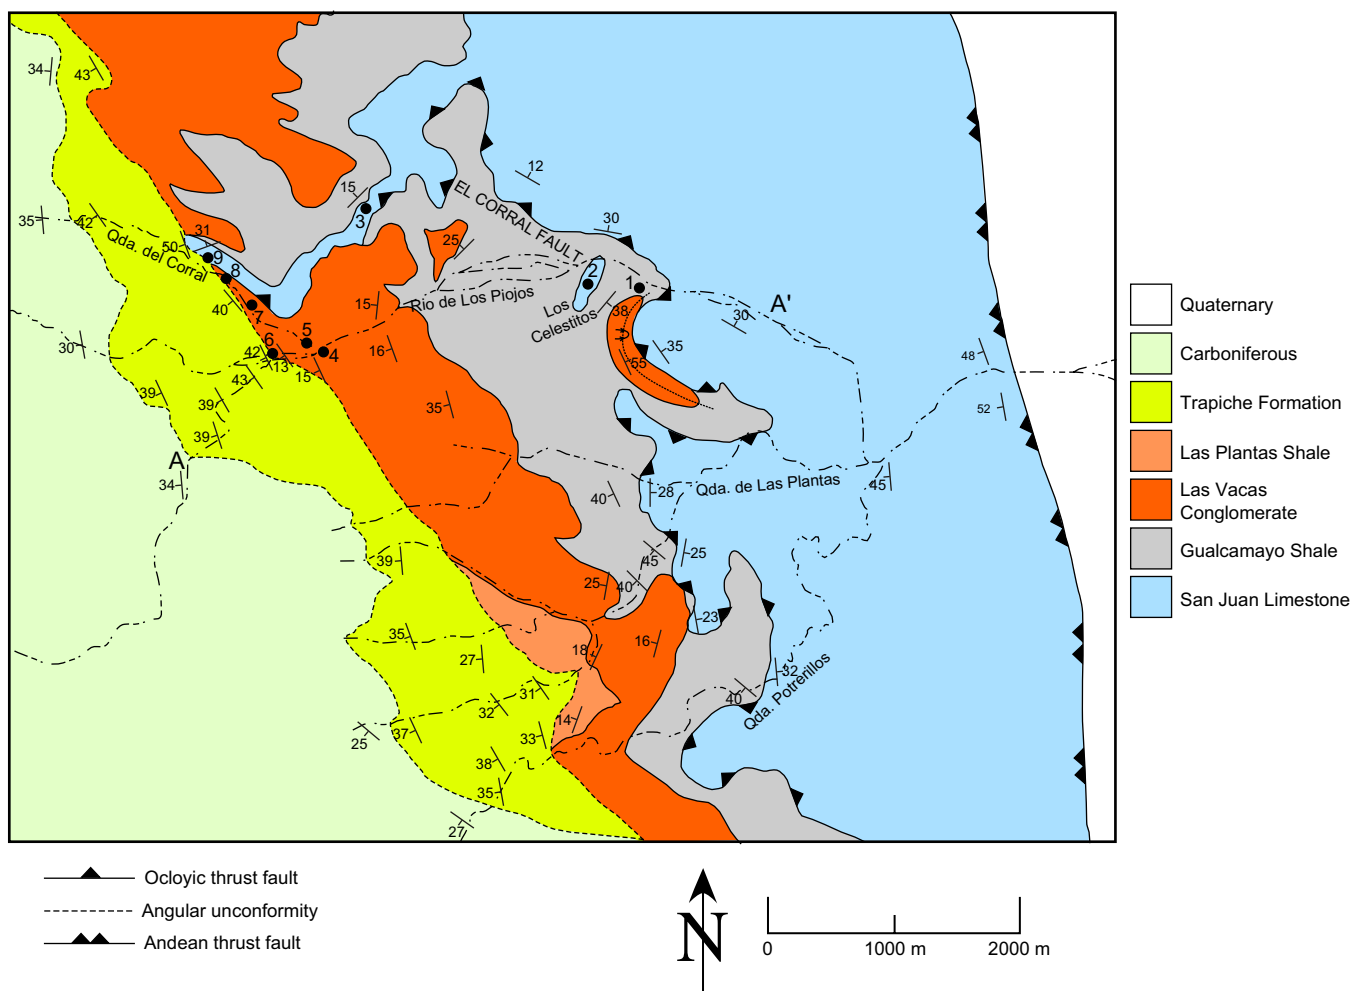 34
43
12
15
3
EL CORRAL FAULT
35
42
31
30
50
Qda. del Corral
9
8
25
2
1
A'
7
40
15
Rio de Los Piojos
Los
Celestitos
38
30
5
6
4
42
13
15
16
30
43
35
55
48
39
39
35
52
39
A
34
40
28
Qda. de Las Plantas
45
39
45
25
25
40
23
35
27
18
16
32
31
40
Qda. Potrerillos
32
14
37
33
25
38
35
27
Quaternary
Carboniferous
Trapiche Formation
Las Plantas Shale
Las Vacas
Conglomerate
Gualcamayo Shale
San Juan Limestone
Ocloyic thrust fault
Angular unconformity
Andean thrust fault
N
0
1000 m
2000 m